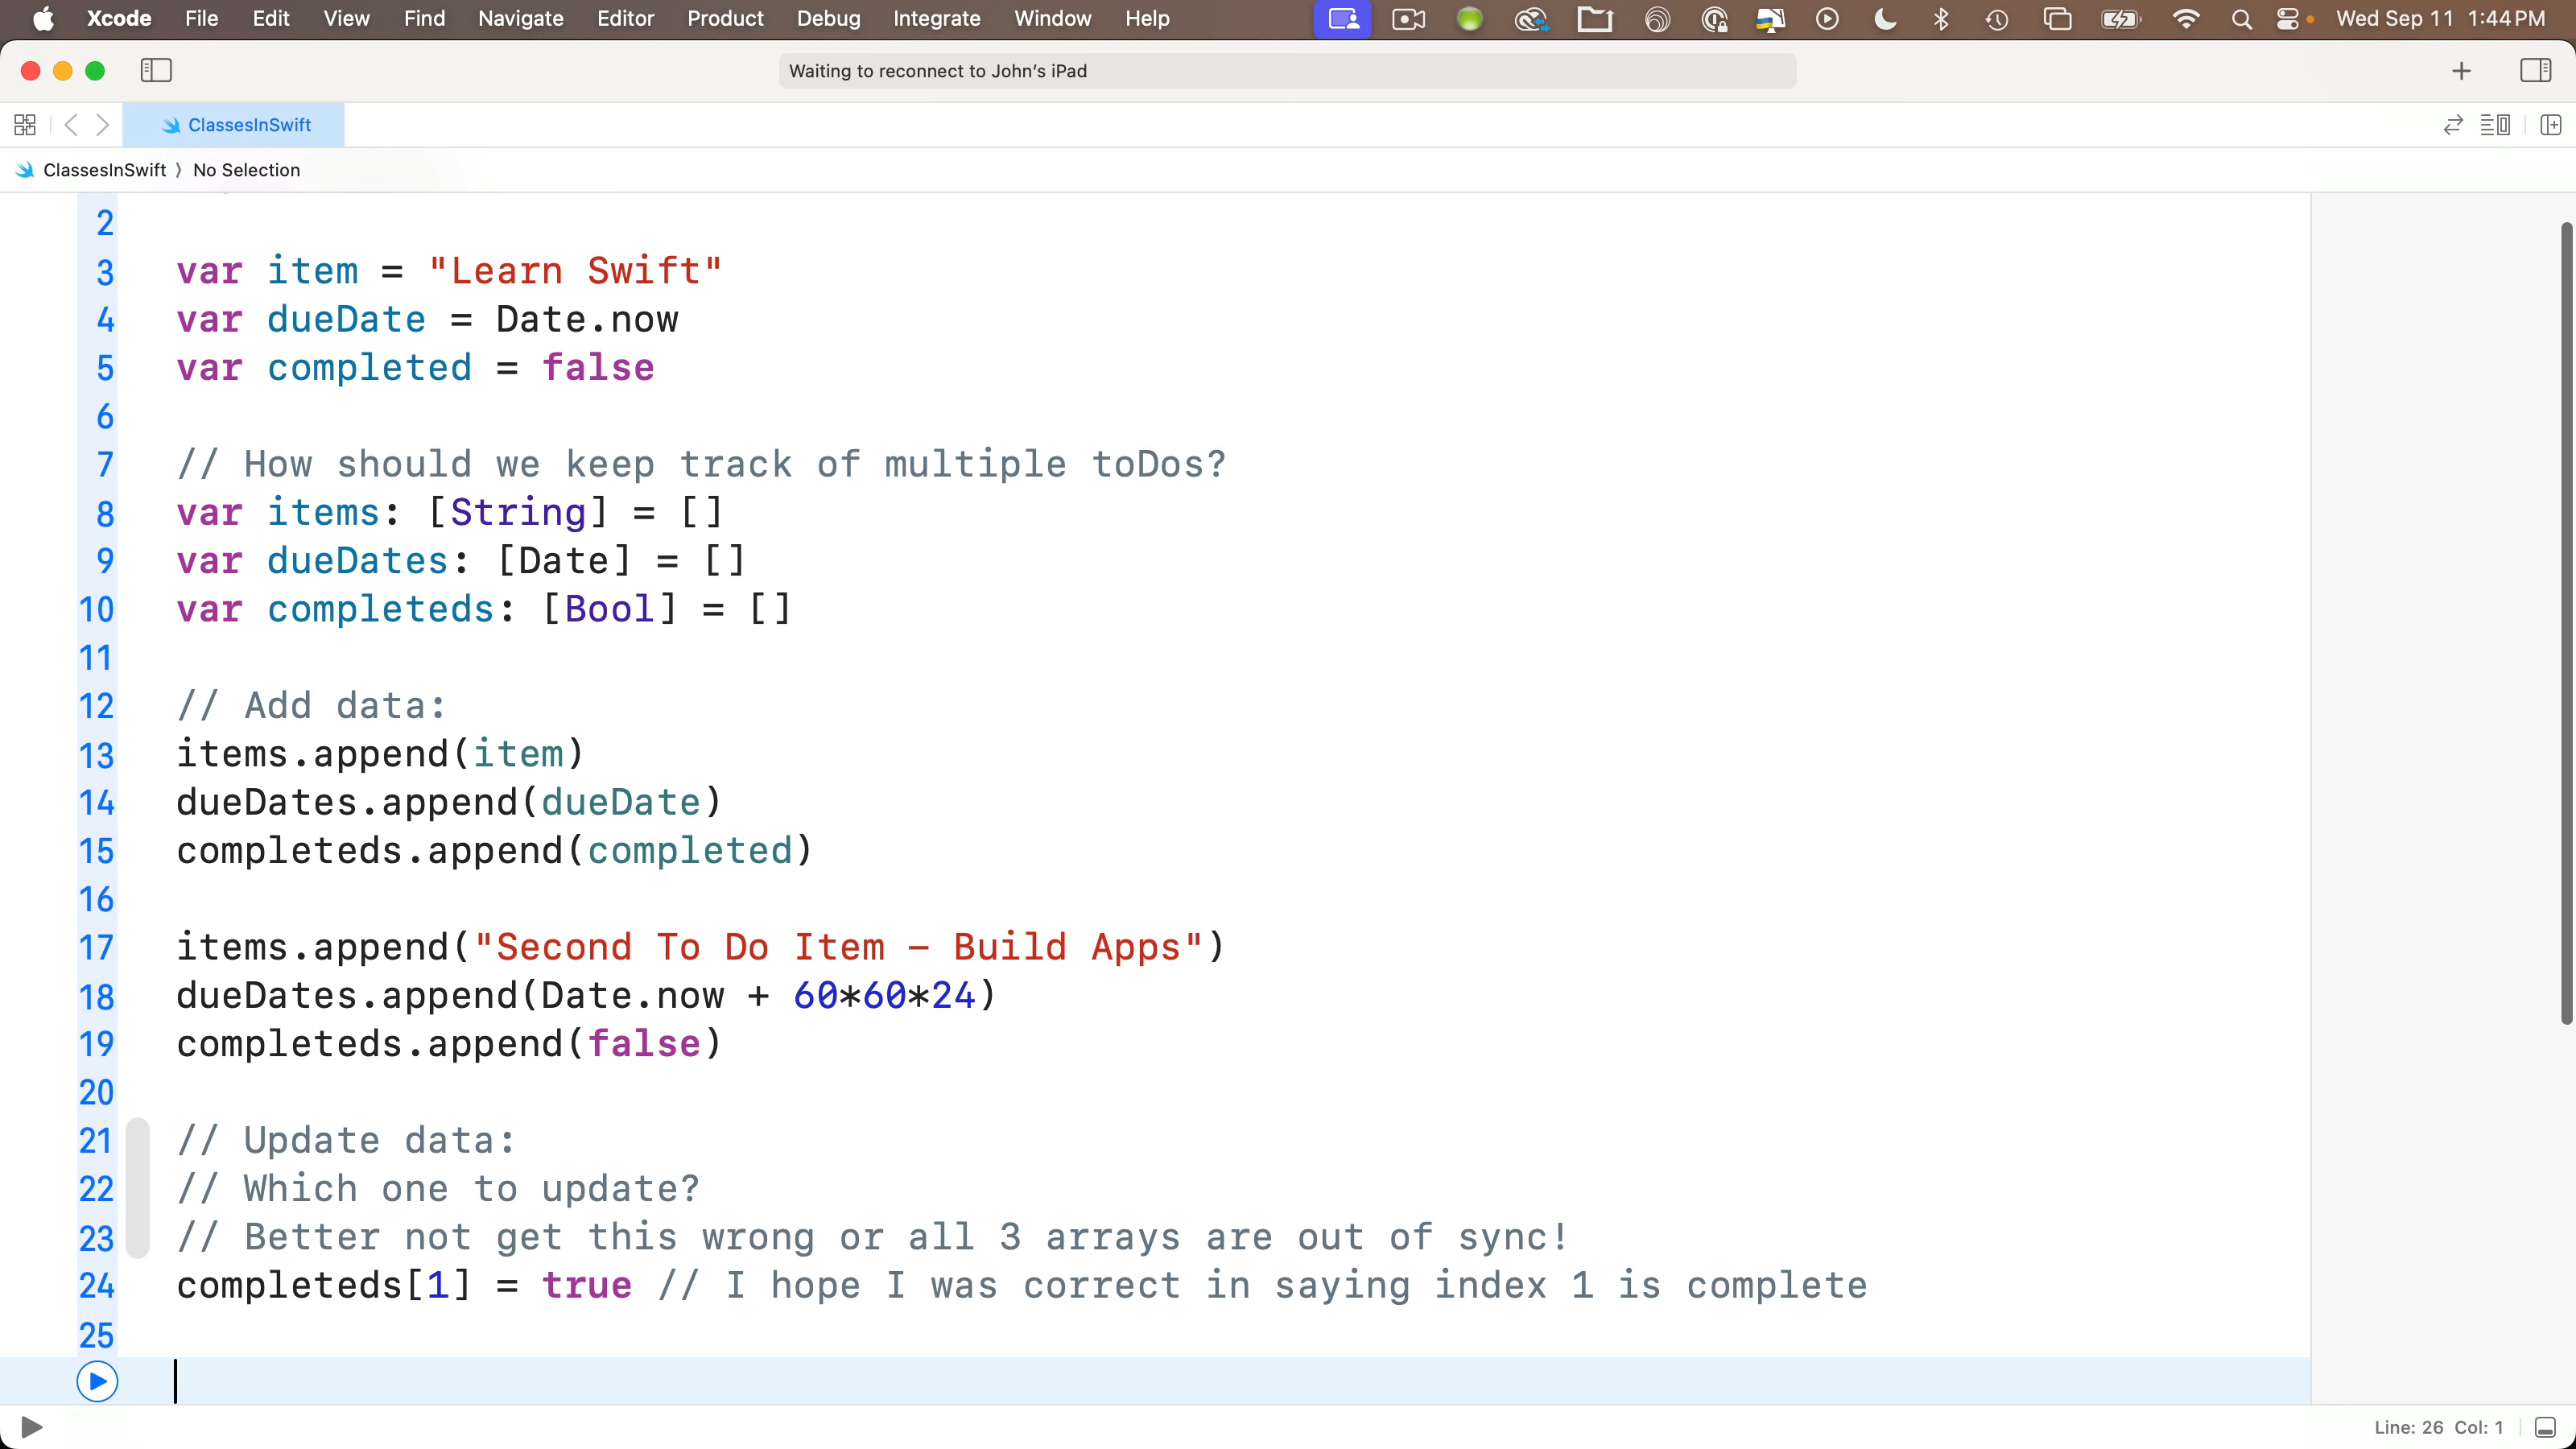 Xcode File Edit View Find Navigate Editor Product Debug Integrate Window Help Wed Sep 11 1:44 PM
Waiting to reconnect to John's iPad
ClassesInSwift
ClassesInSwift ⟩ No Selection
2
3 var item = "Learn Swift"
4 var dueDate = Date.now
5 var completed = false
6
7 // How should we keep track of multiple toDos?
8 var items: [String] = []
9 var dueDates: [Date] = []
10 var completeds: [Bool] = []
11
12 // Add data:
13 items.append(item)
14 dueDates.append(dueDate)
15 completeds.append(completed)
16
17 items.append("Second To Do Item – Build Apps")
18 dueDates.append(Date.now + 60*60*24)
19 completeds.append(false)
20
21 // Update data:
22 // Which one to update?
23 // Better not get this wrong or all 3 arrays are out of sync!
24 completeds[1] = true // I hope I was correct in saying index 1 is complete
25
Line: 26 Col: 1